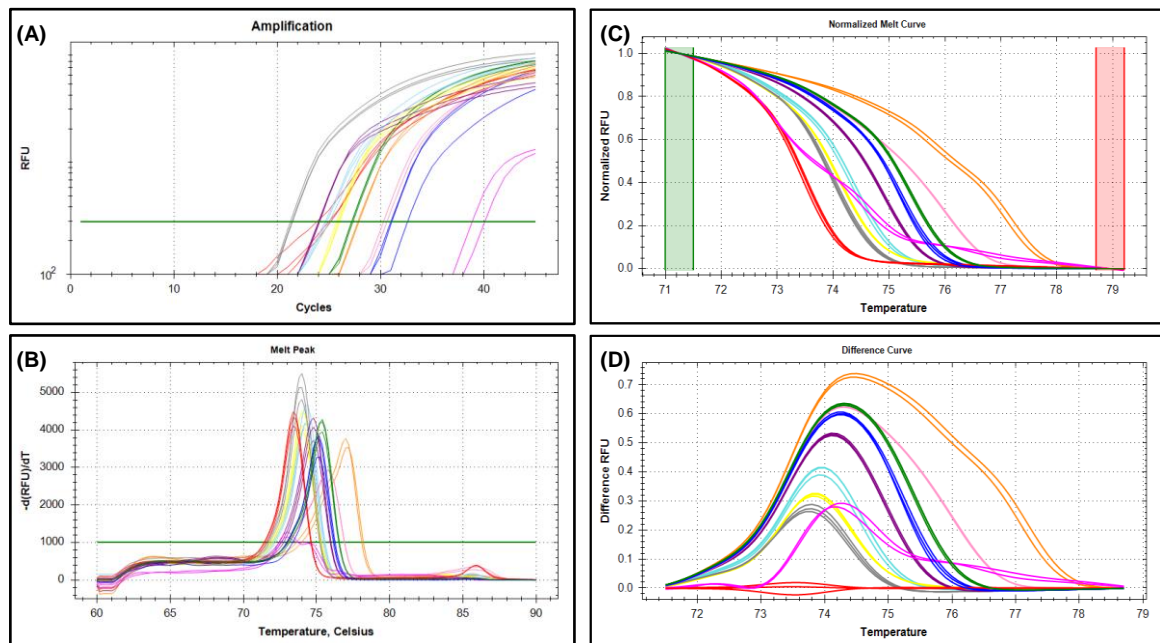 (A)
Amplification
RFU
10²
0 10 20 30 40
Cycles
(B)
Melt Peak
-d(RFU)/dT
5000
4000
3000
2000
1000
0
60 65 70 75 80 85 90
Temperature, Celsius
(C)
Normalized Melt Curve
Normalized RFU
1.0
0.8
0.6
0.4
0.2
0.0
71 72 73 74 75 76 77 78 79
Temperature
(D)
Difference Curve
Difference RFU
0.7
0.6
0.5
0.4
0.3
0.2
0.1
0.0
72 73 74 75 76 77 78 79
Temperature